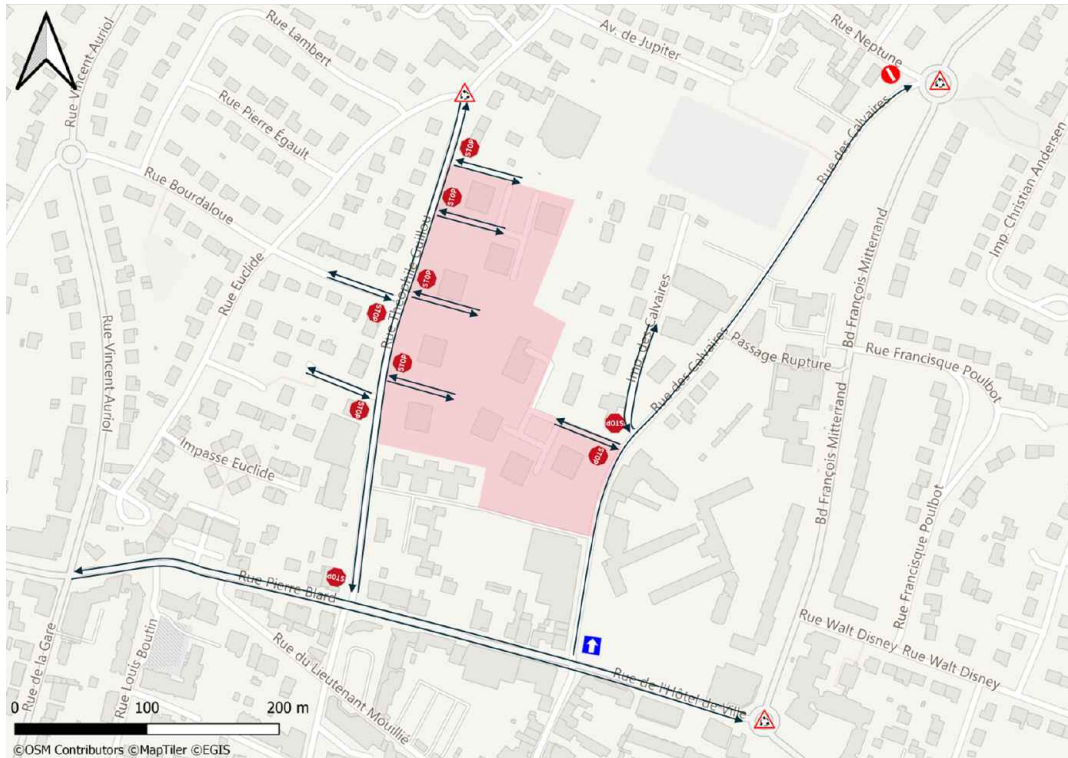 Rue Neptune
Av. de Jupiter
Rue Vincent Auriol
Rue Lambert
Rue Pierre Égault
Rue des Calvaires
Imp. Christian Andersen
STOP
STOP
Rue Bourdaloue
Rue Théophile Guillou
Bd François Mitterrand
Rue Euclide
STOP
STOP
Imp. des Calvaires
Rue Vincent-Auriol
Rue des Calvaires
Passage Rupture
Rue Francisque Poulbot
STOP
STOP
STOP
STOP
Impasse Euclide
Bd François Mitterrand
Rue Francisque Poulbot
STOP
Rue Pierre Blard
Rue Walt Disney
Rue Walt Disney
Rue de la Gare
Rue Louis Boutin
Rue du Lieutenant Mouillié
Rue de l'Hôtel de Ville
0
100
200 m
©OSM Contributors ©MapTiler ©EGIS